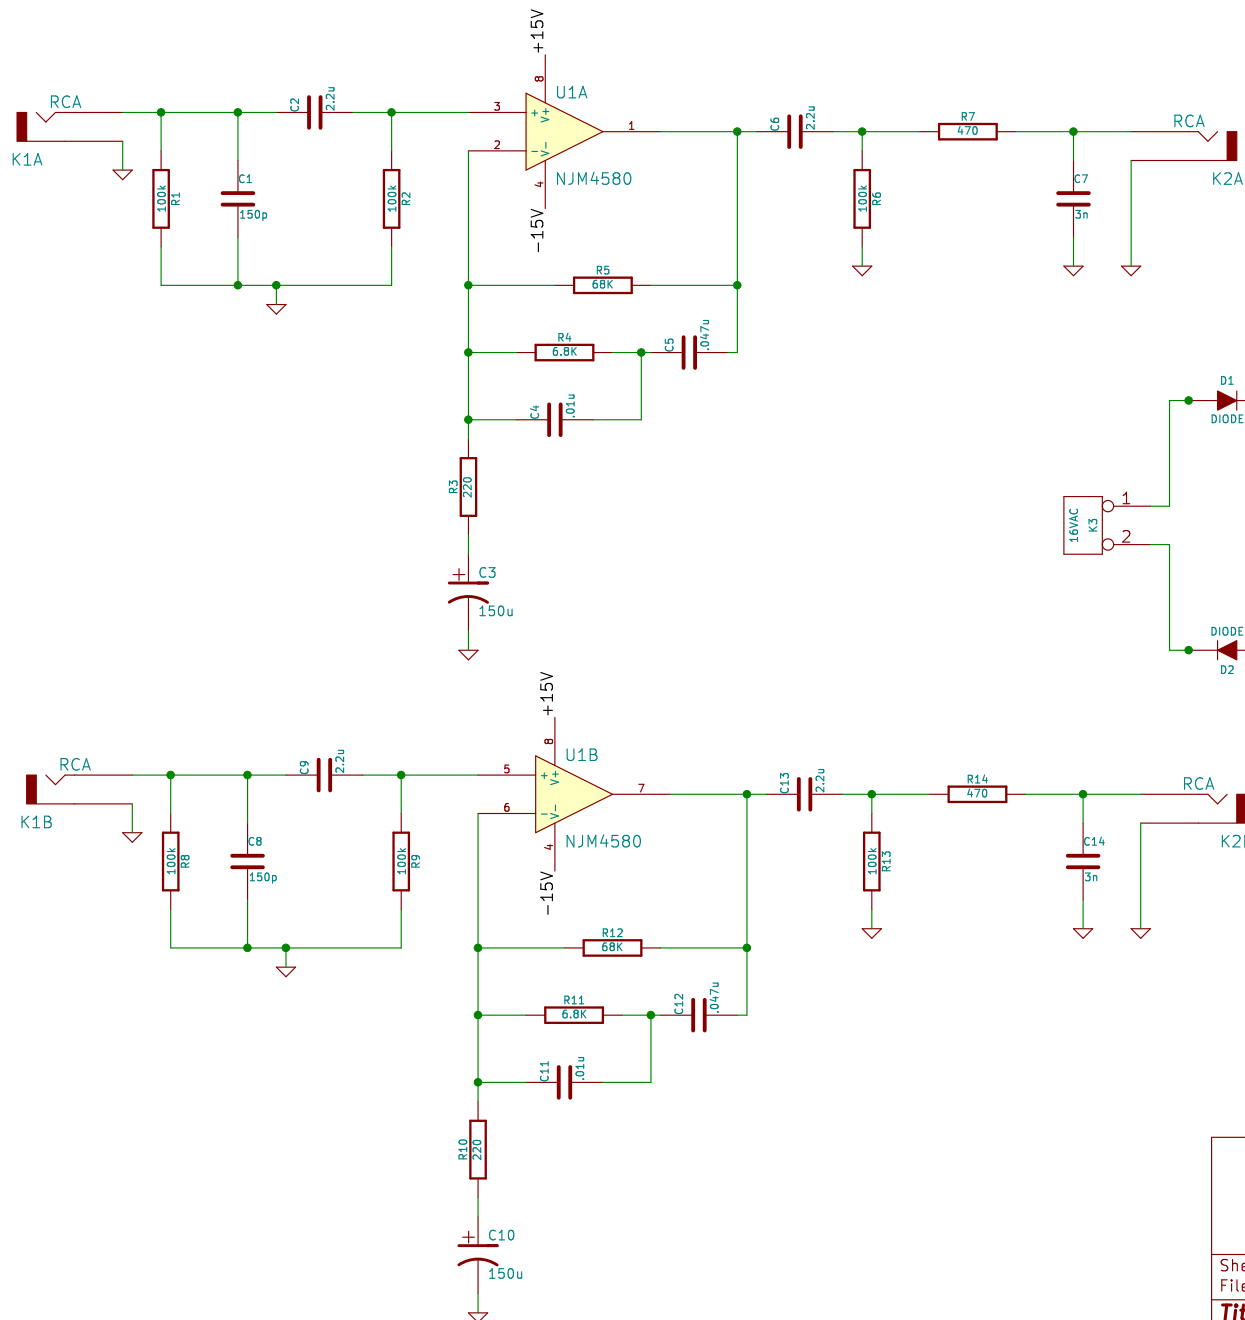 +15V
8
U1A
RCA
C2
2.2u
3
+
V+
1
C6
2.2u
R7
470
RCA
K1A
2
−
V-
NJM4580
4
-15V
K2A
100k
R1
C1
150p
100k
R2
100k
R6
C7
3n
R5
68K
R4
6.8K
C5
.047u
C4
.01u
D1
DIODE
R3
220
16VAC
K3
1
2
C3
150u
DIODE
D2
+15V
8
U1B
RCA
C9
2.2u
5
+
V+
7
C13
2.2u
R14
470
RCA
K1B
6
−
V-
NJM4580
4
-15V
100k
R8
C8
150p
100k
R9
100k
R13
C14
3n
R12
68K
R11
6.8K
C12
.047u
C11
.01u
R10
220
C10
150u